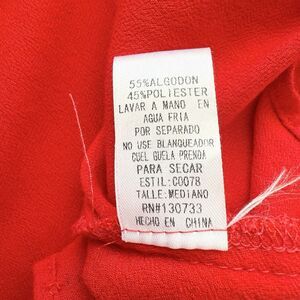 55%ALGODON
45%POLIESTER
LAVAR A MANO EN
AGUA FRIA
POR SEPARADO
NO USE BLANQUEADOR
CUEL GUELA PRENDA
PARA SECAR
ESTIL: C0078
TALLE: MEDIANO
RN#130733
HECHO EN CHINA